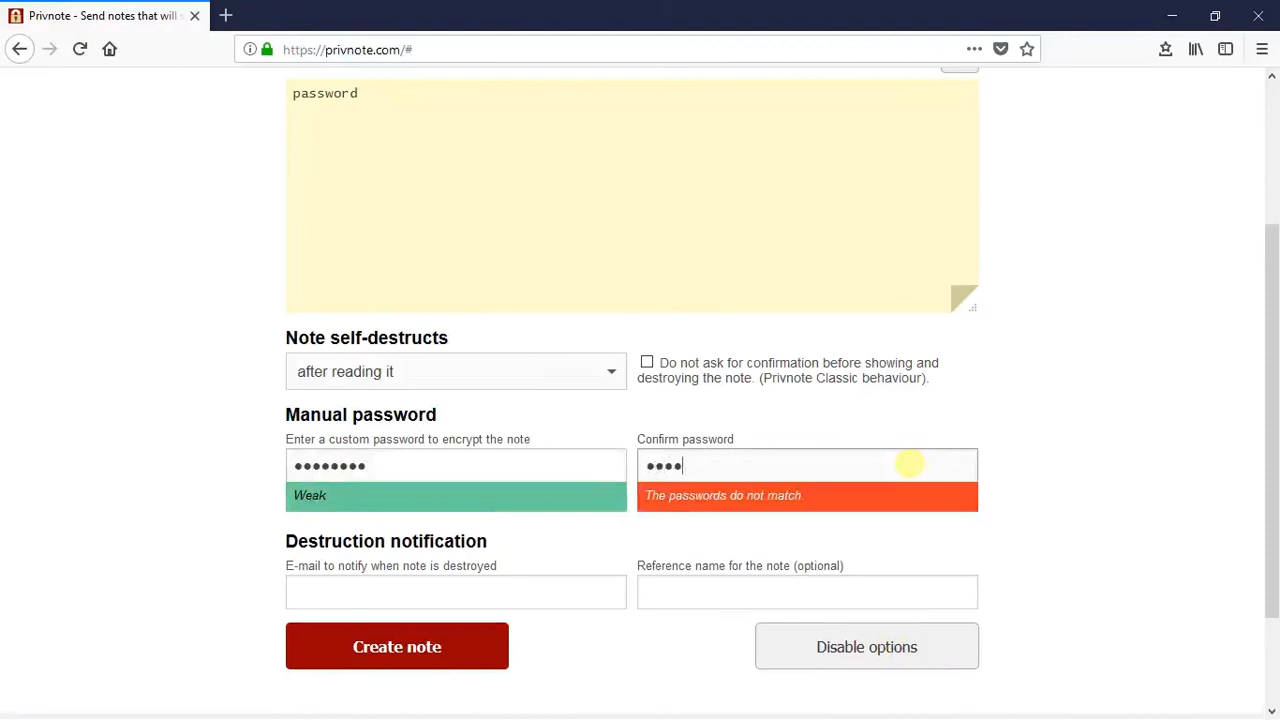 Privnote - Send notes that will s
https://privnote.com/#
password
Note self-destructs
after reading it
Do not ask for confirmation before showing and
destroying the note. (Privnote Classic behaviour).
Manual password
Enter a custom password to encrypt the note
Confirm password
••••••••
••••
Weak
The passwords do not match.
Destruction notification
E-mail to notify when note is destroyed
Reference name for the note (optional)
Create note
Disable options